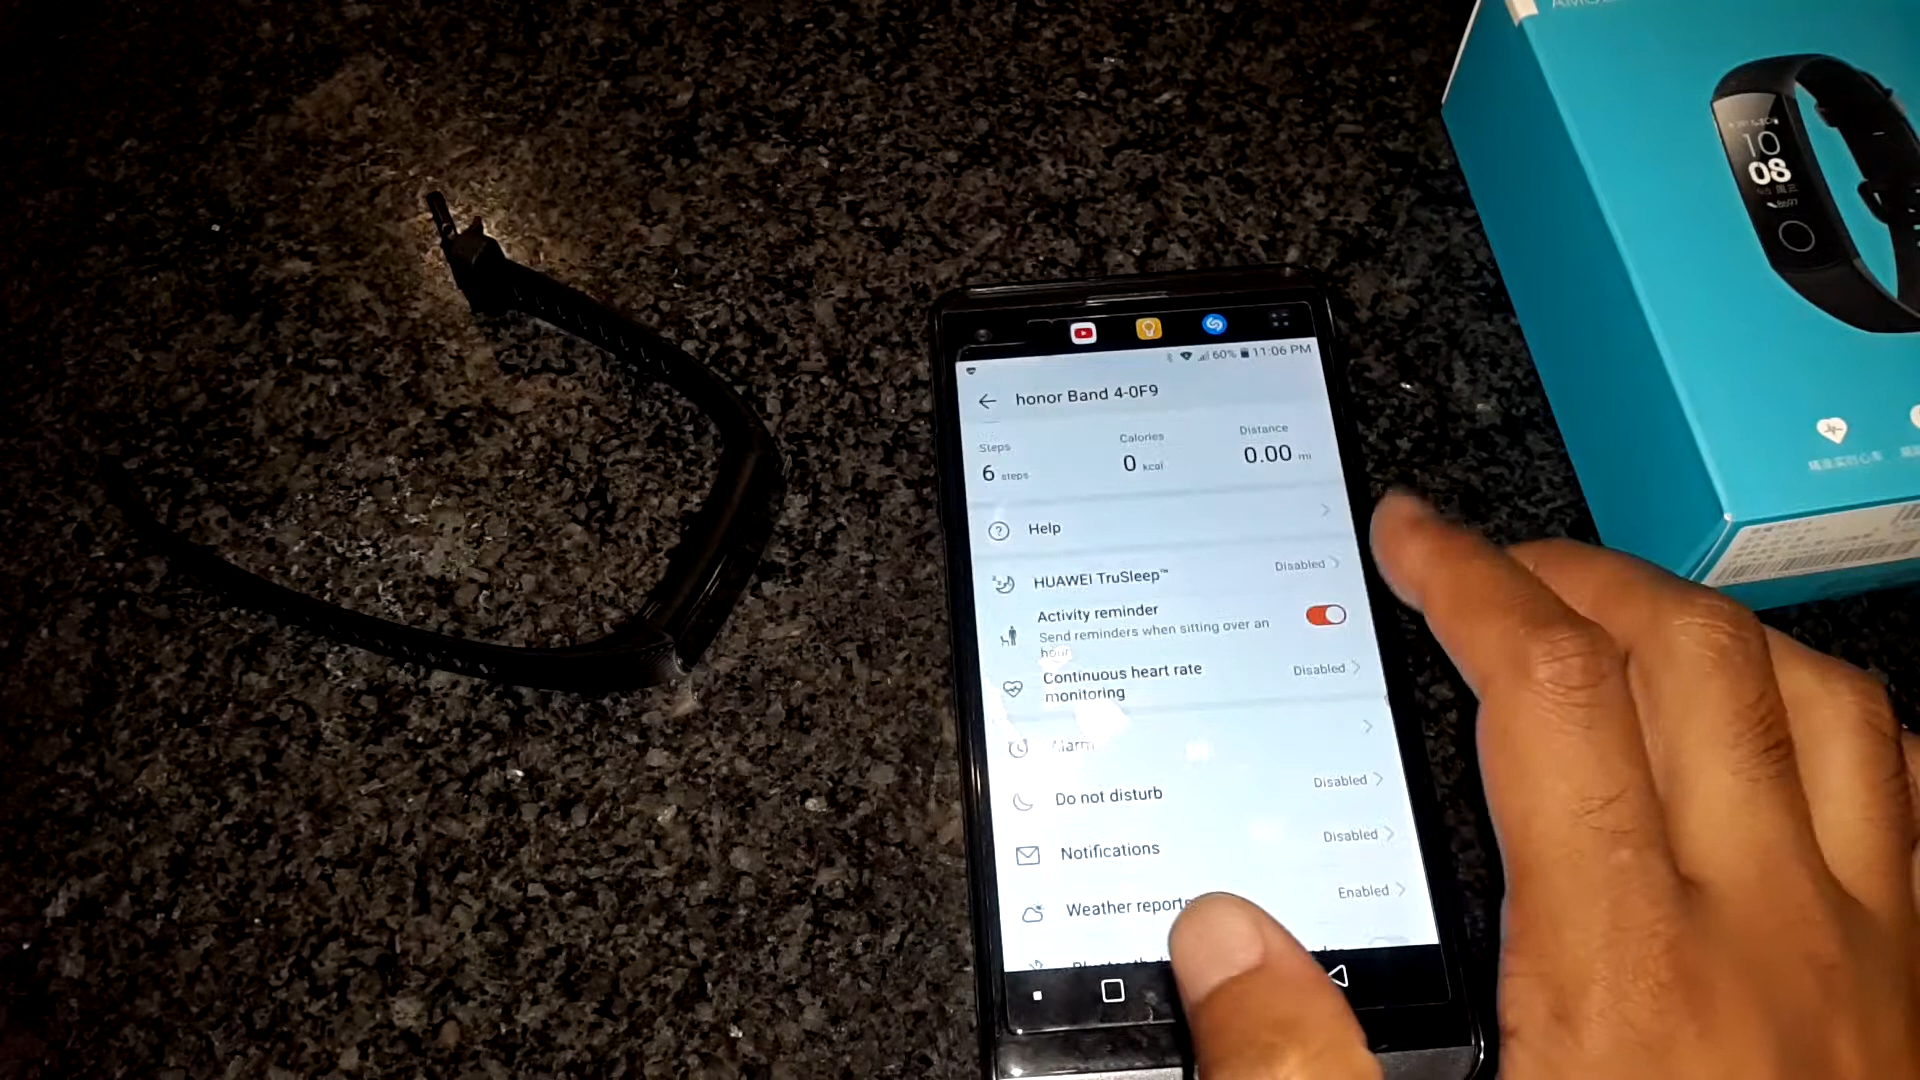 10
08
60% 11:06 PM
honor Band 4-0F9
Steps
Calories
Distance
6 steps
0 kcal
0.00 mi
Help
HUAWEI TruSleep™
Disabled
Activity reminder
Send reminders when sitting over an
hour
Continuous heart rate
monitoring
Disabled
Alarm
Do not disturb
Disabled
Notifications
Disabled
Weather reports
Enabled